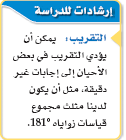 إرشادات للدراسة
التقريب: يمكن أن
يؤدي التقريب في بعض
الأحيان إلى إجابات غير
دقيقة، مثل أن يكون
لدينا مثلث مجموع
قياسات زواياه 181°.